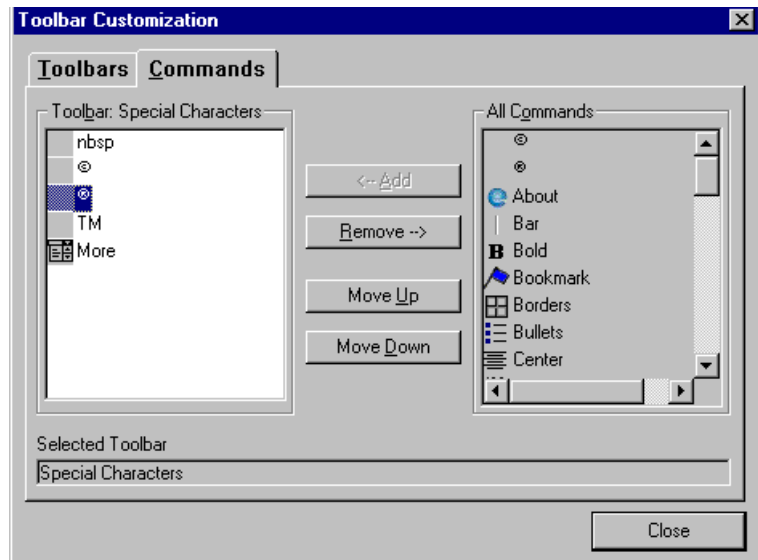 Toolbar Customization
Toolbars
Commands
Toolbar: Special Characters
nbsp
©
®
TM
More
<-- Add
Remove -->
Move Up
Move Down
All Commands
©
®
About
Bar
Bold
Bookmark
Borders
Bullets
Center
Selected Toolbar
Special Characters
Close